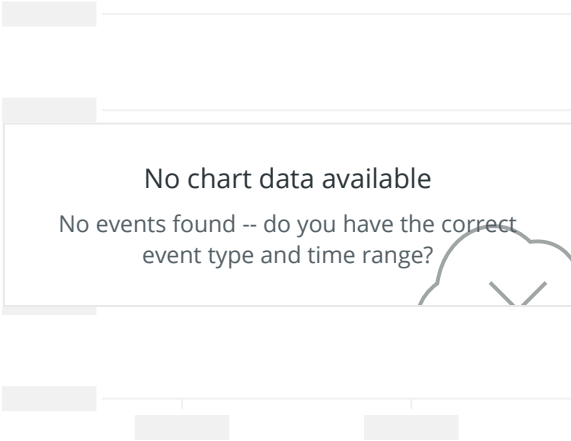 No chart data available
No events found -- do you have the correct
event type and time range?